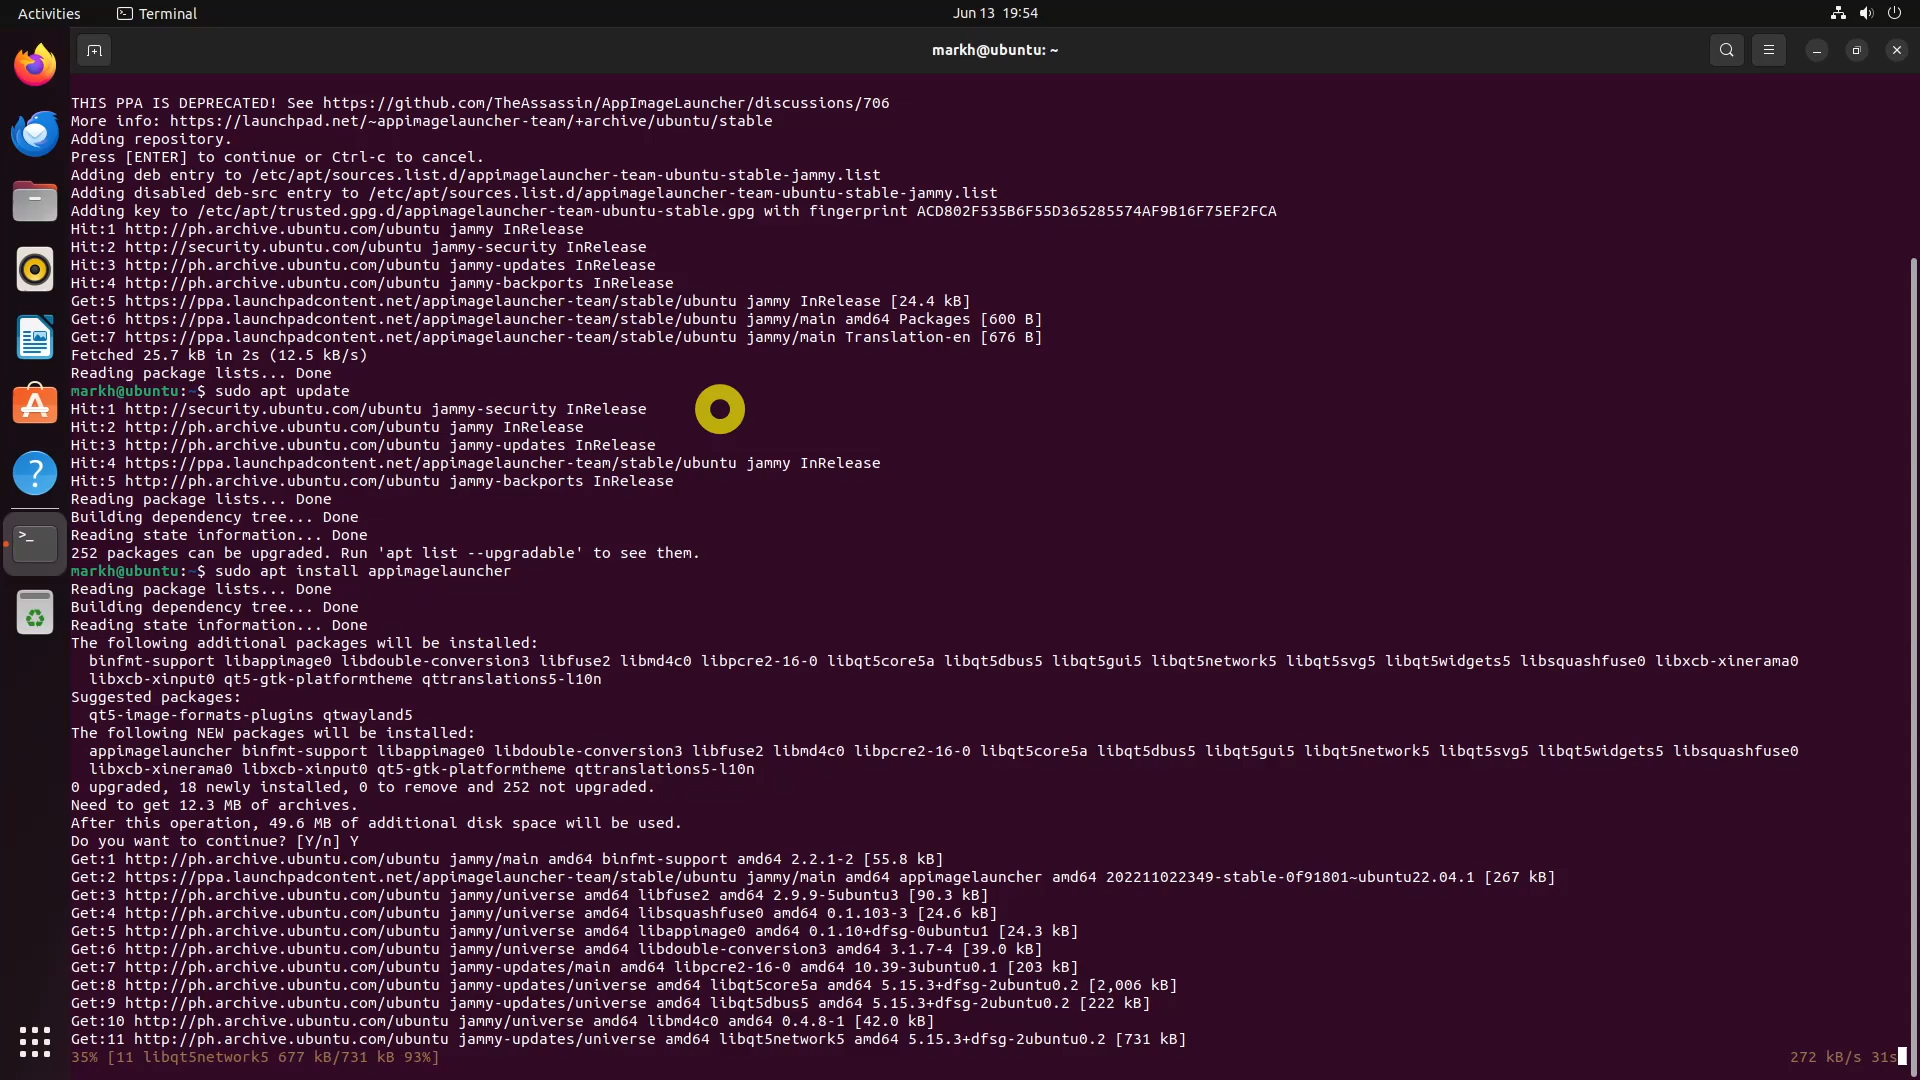 Activities
Terminal
Jun 13 19:54
markh@ubuntu: ~
THIS PPA IS DEPRECATED! See https://github.com/TheAssassin/AppImageLauncher/discussions/706
More info: https://launchpad.net/~appimagelauncher-team/+archive/ubuntu/stable
Adding repository.
Press [ENTER] to continue or Ctrl-c to cancel.
Adding deb entry to /etc/apt/sources.list.d/appimagelauncher-team-ubuntu-stable-jammy.list
Adding disabled deb-src entry to /etc/apt/sources.list.d/appimagelauncher-team-ubuntu-stable-jammy.list
Adding key to /etc/apt/trusted.gpg.d/appimagelauncher-team-ubuntu-stable.gpg with fingerprint ACD802F535B6F55D365285574AF9B16F75EF2FCA
Hit:1 http://ph.archive.ubuntu.com/ubuntu jammy InRelease
Hit:2 http://security.ubuntu.com/ubuntu jammy-security InRelease
Hit:3 http://ph.archive.ubuntu.com/ubuntu jammy-updates InRelease
Hit:4 http://ph.archive.ubuntu.com/ubuntu jammy-backports InRelease
Get:5 https://ppa.launchpadcontent.net/appimagelauncher-team/stable/ubuntu jammy InRelease [24.4 kB]
Get:6 https://ppa.launchpadcontent.net/appimagelauncher-team/stable/ubuntu jammy/main amd64 Packages [600 B]
Get:7 https://ppa.launchpadcontent.net/appimagelauncher-team/stable/ubuntu jammy/main Translation-en [676 B]
Fetched 25.7 kB in 2s (12.5 kB/s)
Reading package lists... Done
markh@ubuntu:~$ sudo apt update
Hit:1 http://security.ubuntu.com/ubuntu jammy-security InRelease
Hit:2 http://ph.archive.ubuntu.com/ubuntu jammy InRelease
Hit:3 http://ph.archive.ubuntu.com/ubuntu jammy-updates InRelease
Hit:4 https://ppa.launchpadcontent.net/appimagelauncher-team/stable/ubuntu jammy InRelease
Hit:5 http://ph.archive.ubuntu.com/ubuntu jammy-backports InRelease
Reading package lists... Done
Building dependency tree... Done
Reading state information... Done
252 packages can be upgraded. Run 'apt list --upgradable' to see them.
markh@ubuntu:~$ sudo apt install appimagelauncher
Reading package lists... Done
Building dependency tree... Done
Reading state information... Done
The following additional packages will be installed:
  binfmt-support libappimage0 libdouble-conversion3 libfuse2 libmd4c0 libpcre2-16-0 libqt5core5a libqt5dbus5 libqt5gui5 libqt5network5 libqt5svg5 libqt5widgets5 libsquashfuse0 libxcb-xinerama0
  libxcb-xinput0 qt5-gtk-platformtheme qttranslations5-l10n
Suggested packages:
  qt5-image-formats-plugins qtwayland5
The following NEW packages will be installed:
  appimagelauncher binfmt-support libappimage0 libdouble-conversion3 libfuse2 libmd4c0 libpcre2-16-0 libqt5core5a libqt5dbus5 libqt5gui5 libqt5network5 libqt5svg5 libqt5widgets5 libsquashfuse0
  libxcb-xinerama0 libxcb-xinput0 qt5-gtk-platformtheme qttranslations5-l10n
0 upgraded, 18 newly installed, 0 to remove and 252 not upgraded.
Need to get 12.3 MB of archives.
After this operation, 49.6 MB of additional disk space will be used.
Do you want to continue? [Y/n] Y
Get:1 http://ph.archive.ubuntu.com/ubuntu jammy/main amd64 binfmt-support amd64 2.2.1-2 [55.8 kB]
Get:2 https://ppa.launchpadcontent.net/appimagelauncher-team/stable/ubuntu jammy/main amd64 appimagelauncher amd64 202211022349-stable-0f91801~ubuntu22.04.1 [267 kB]
Get:3 http://ph.archive.ubuntu.com/ubuntu jammy/universe amd64 libfuse2 amd64 2.9.9-5ubuntu3 [90.3 kB]
Get:4 http://ph.archive.ubuntu.com/ubuntu jammy/universe amd64 libsquashfuse0 amd64 0.1.103-3 [24.6 kB]
Get:5 http://ph.archive.ubuntu.com/ubuntu jammy/universe amd64 libappimage0 amd64 0.1.10+dfsg-0ubuntu1 [24.3 kB]
Get:6 http://ph.archive.ubuntu.com/ubuntu jammy/universe amd64 libdouble-conversion3 amd64 3.1.7-4 [39.0 kB]
Get:7 http://ph.archive.ubuntu.com/ubuntu jammy-updates/main amd64 libpcre2-16-0 amd64 10.39-3ubuntu0.1 [203 kB]
Get:8 http://ph.archive.ubuntu.com/ubuntu jammy-updates/universe amd64 libqt5core5a amd64 5.15.3+dfsg-2ubuntu0.2 [2,006 kB]
Get:9 http://ph.archive.ubuntu.com/ubuntu jammy-updates/universe amd64 libqt5dbus5 amd64 5.15.3+dfsg-2ubuntu0.2 [222 kB]
Get:10 http://ph.archive.ubuntu.com/ubuntu jammy/universe amd64 libmd4c0 amd64 0.4.8-1 [42.0 kB]
Get:11 http://ph.archive.ubuntu.com/ubuntu jammy-updates/universe amd64 libqt5network5 amd64 5.15.3+dfsg-2ubuntu0.2 [731 kB]
35% [11 libqt5network5 677 kB/731 kB 93%] 272 kB/s 31s